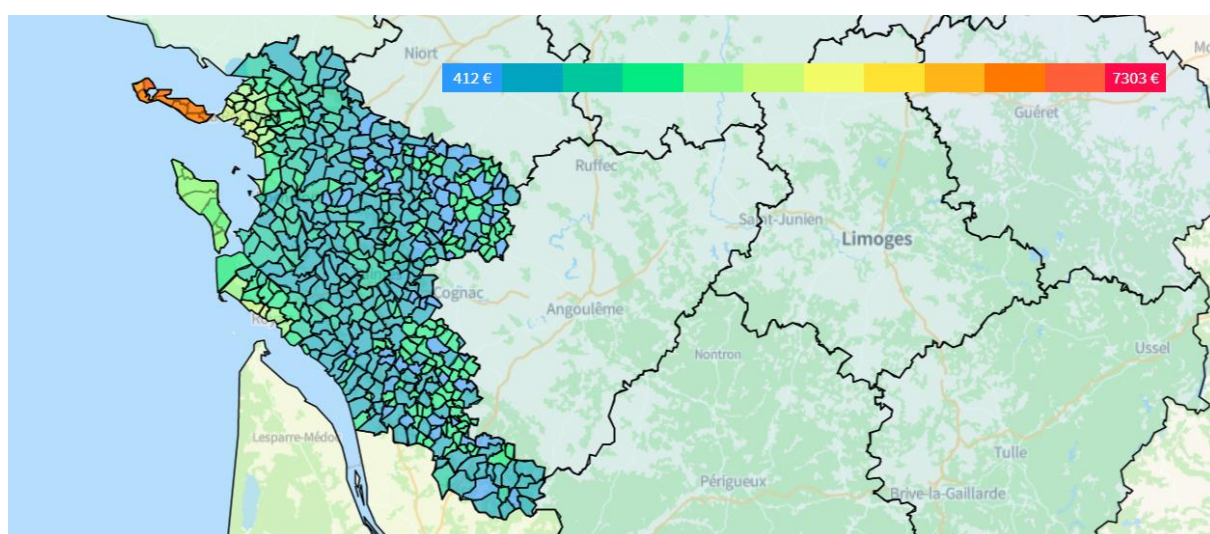 Niort
412 €
7303 €
Guéret
Ruffec
Saint-Junien
Limoges
Cognac
Angoulême
Nontron
Ussel
Lesparre-Médoc
Tulle
Périgueux
Brive-la-Gaillarde